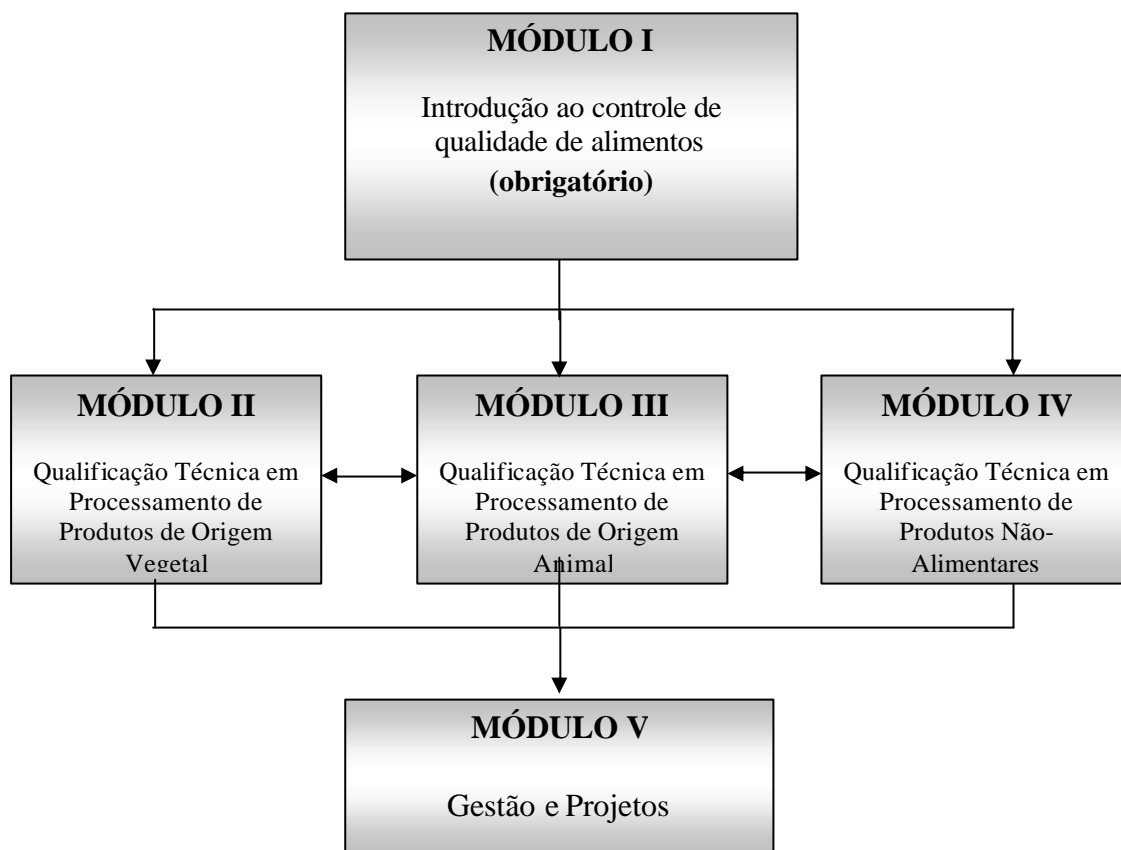 MÓDULO I
Introdução ao controle de
qualidade de alimentos
(obrigatório)
MÓDULO II
Qualificação Técnica em
Processamento de
Produtos de Origem
Vegetal
MÓDULO III
Qualificação Técnica em
Processamento de
Produtos de Origem
Animal
MÓDULO IV
Qualificação Técnica em
Processamento de
Produtos Não-
Alimentares
MÓDULO V
Gestão e Projetos